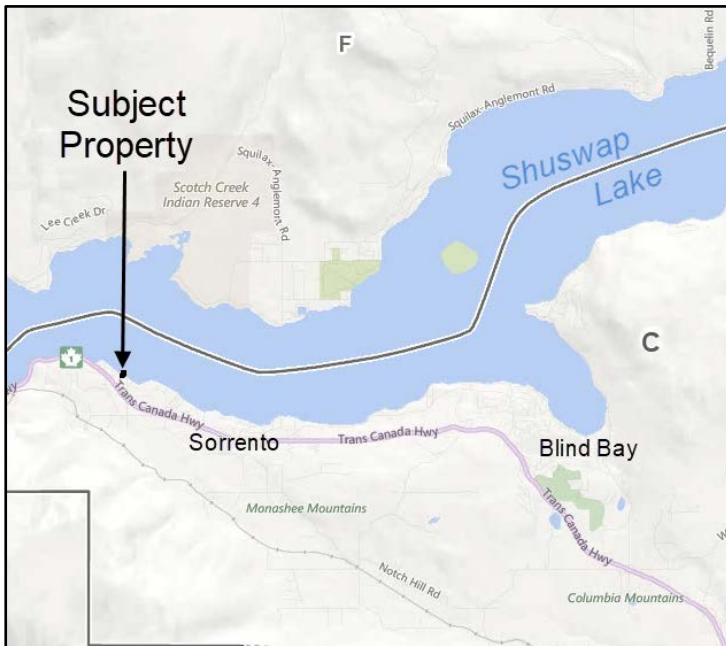 F
Bequelin Rd
Subject
Property
Squilax-Anglemont Rd
Squilax-
Anglemont Rd
Shuswap
Lake
Scotch Creek
Indian Reserve 4
Lee Creek Dr
C
1
Hwy
Trans Canada Hwy
Sorrento
Trans Canada Hwy
Blind Bay
Monashee Mountains
Trans Canada Hwy
Notch Hill Rd
Columbia Mountains